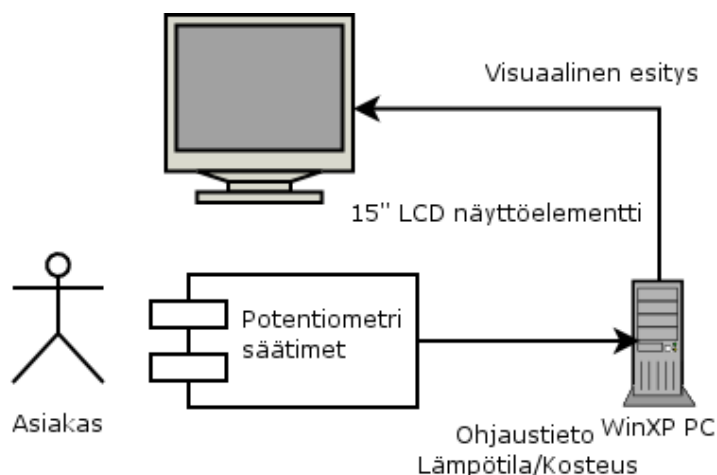 Visuaalinen esitys
15" LCD näyttöelementti
Potentiometri
säätimet
Asiakas
WinXP PC
Ohjaustieto
Lämpötila/Kosteus